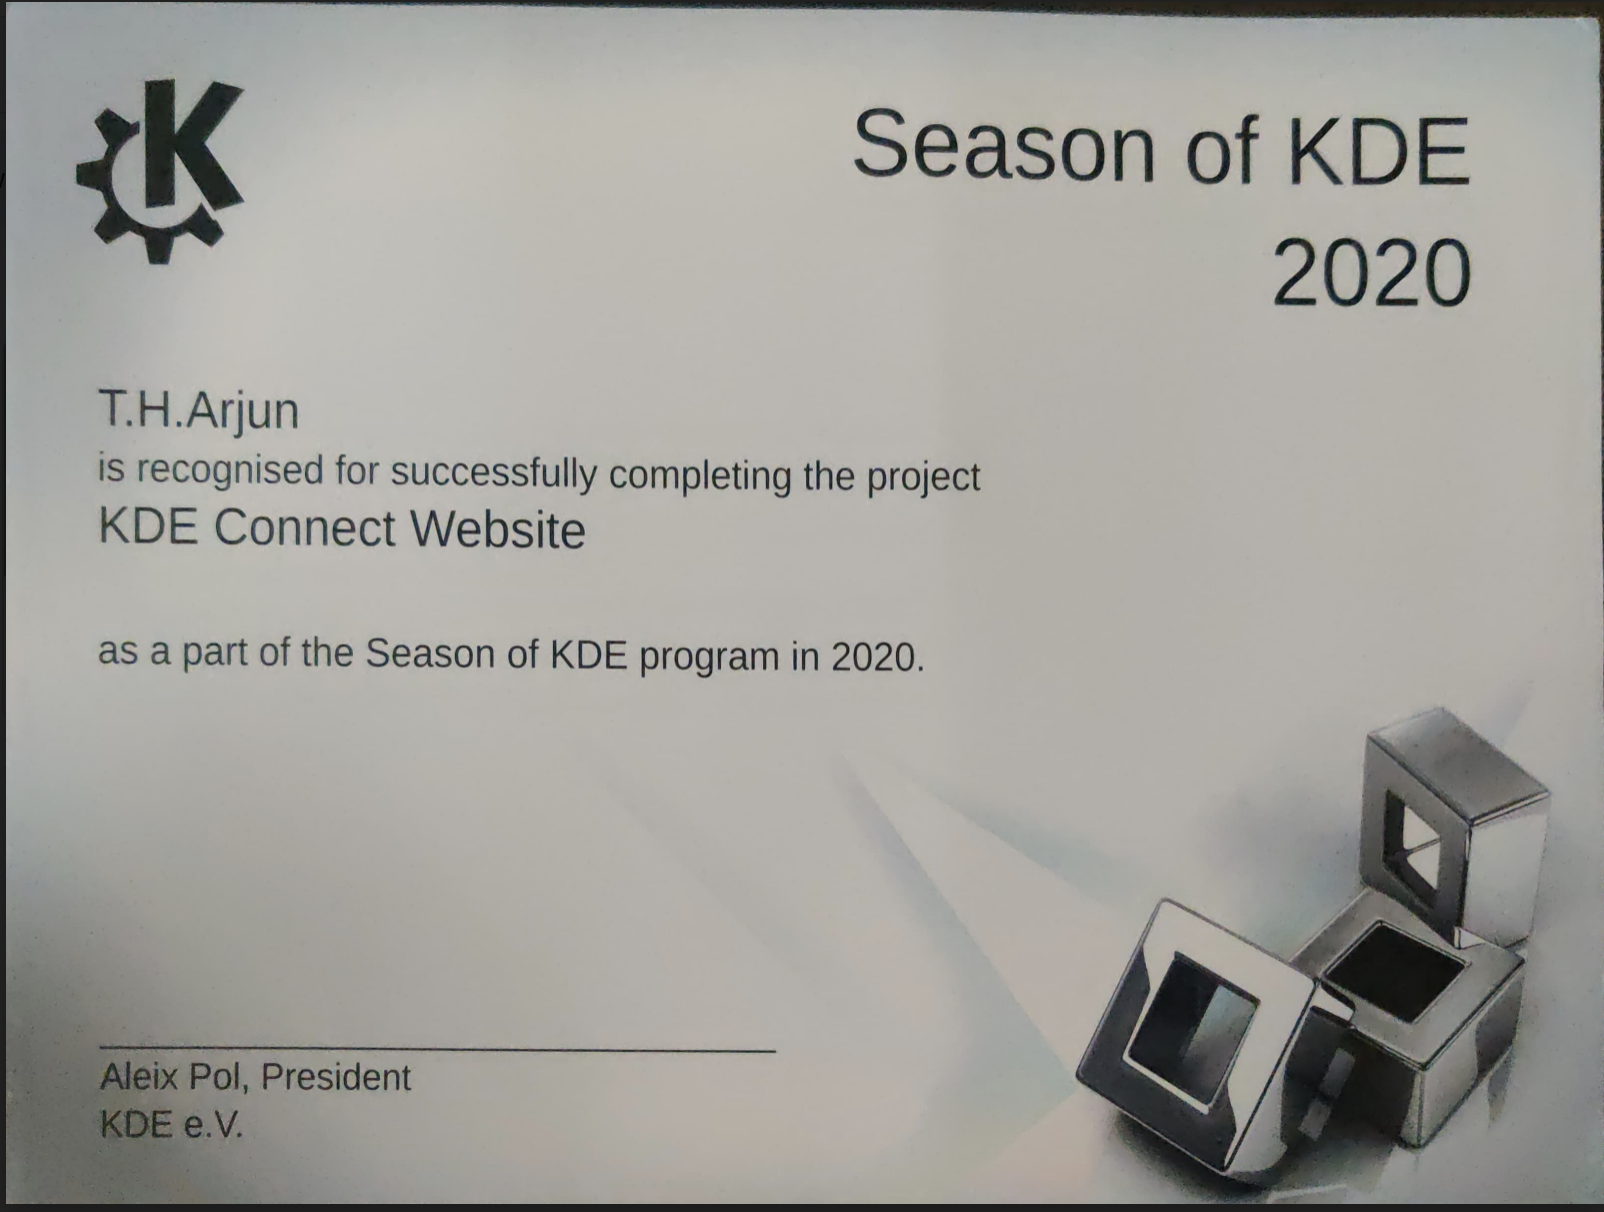 K
Season of KDE
2020
T.H.Arjun
is recognised for successfully completing the project
KDE Connect Website
as a part of the Season of KDE program in 2020.
Aleix Pol, President
KDE e.V.